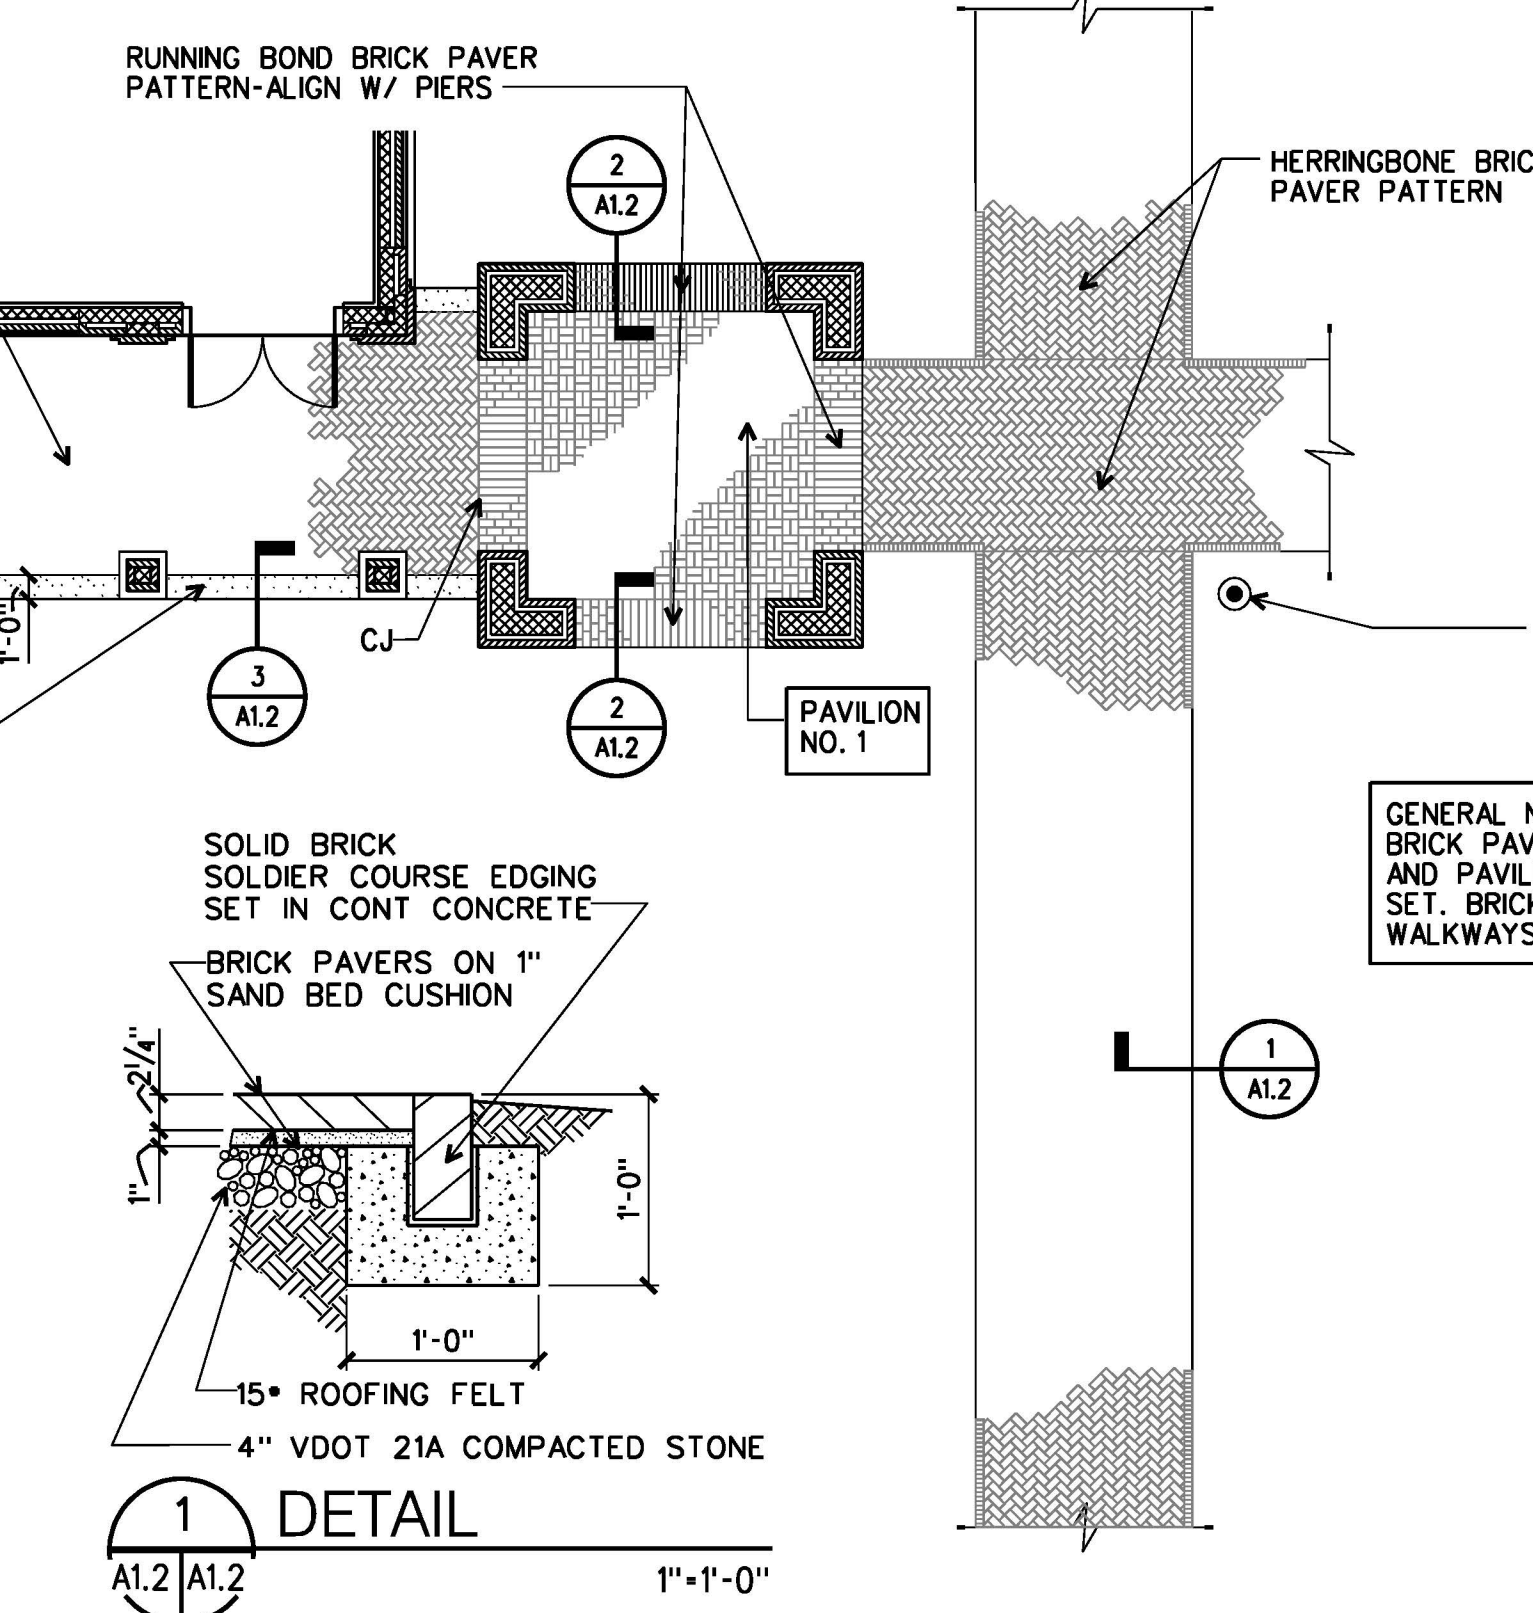 RUNNING BOND BRICK PAVER
PATTERN-ALIGN W/ PIERS
2
A1.2
HERRINGBONE BRIC
PAVER PATTERN
1'-0"
CJ
3
A1.2
2
A1.2
PAVILION
NO. 1
GENERAL N
BRICK PAV
AND PAVIL
SET. BRICK
WALKWAYS
SOLID BRICK
SOLDIER COURSE EDGING
SET IN CONT CONCRETE
BRICK PAVERS ON 1"
SAND BED CUSHION
2 1/4"
1"
1'-0"
1'-0"
1
A1.2
15# ROOFING FELT
4" VDOT 21A COMPACTED STONE
1
DETAIL
A1.2 A1.2
1"=1'-0"